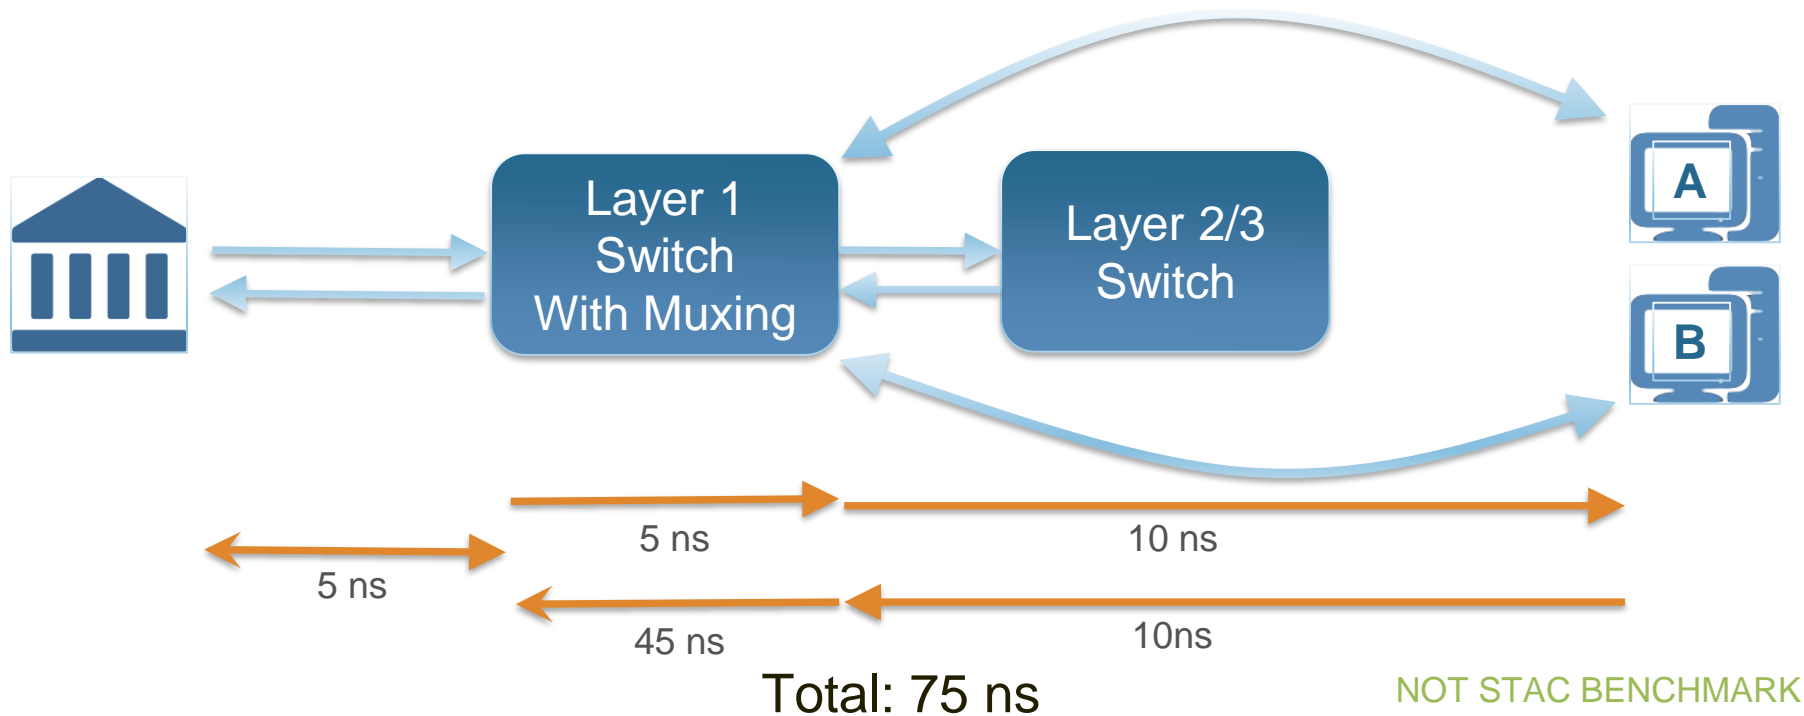 Layer 1
Switch
With Muxing
Layer 2/3
Switch
A
B
5 ns
10 ns
5 ns
45 ns
10ns
Total: 75 ns
NOT STAC BENCHMARK